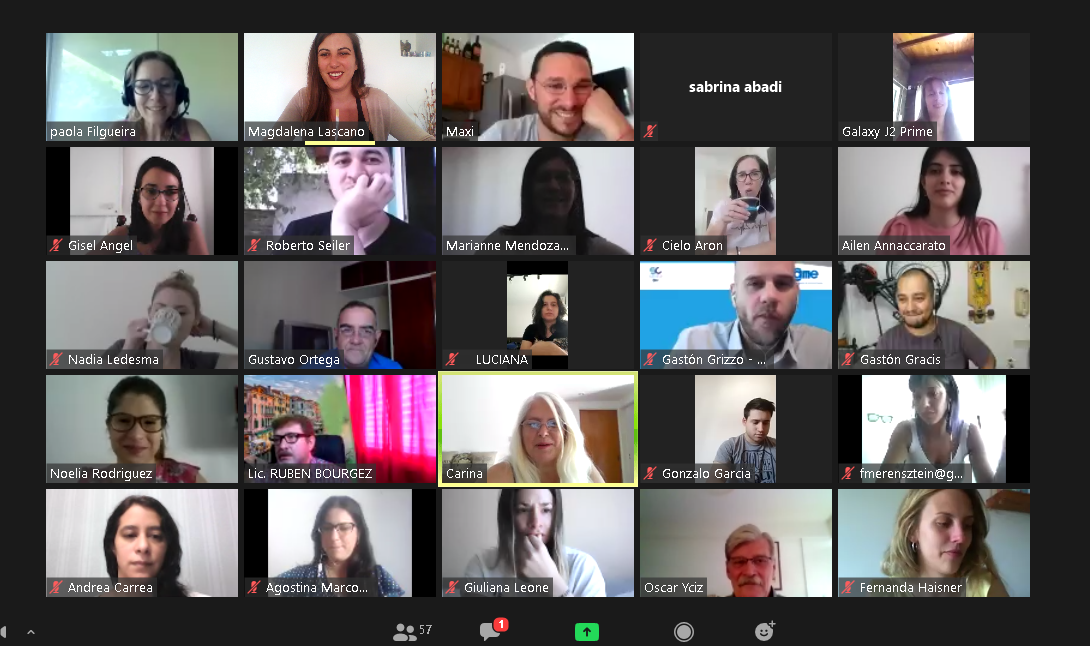 paola Filgueira
Magdalena Lascano
Maxi
sabrina abadi
Galaxy J2 Prime
Gisel Angel
Roberto Seiler
Marianne Mendoza...
Cielo Aron
Ailen Annaccarato
Nadia Ledesma
Gustavo Ortega
LUCIANA
Gastón Grizzo - ...
Gastón Gracis
Noelia Rodriguez
Lic. RUBEN BOURGEZ
Carina
Gonzalo Garcia
fmerensztein@g...
Andrea Carrea
Agostina Marco...
Giuliana Leone
Oscar Yciz
Fernanda Haisner
57
1